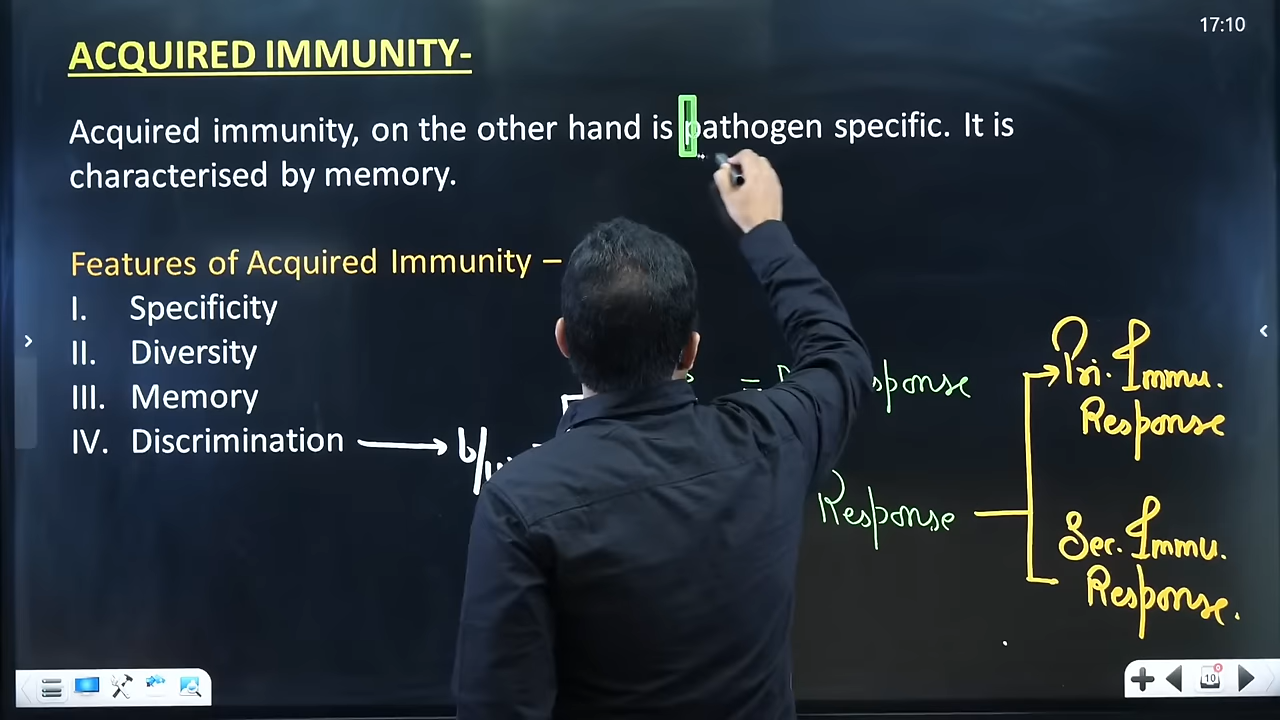 17:10
ACQUIRED IMMUNITY-
Acquired immunity, on the other hand is pathogen specific. It is
characterised by memory.
Features of Acquired Immunity –
I. Specificity
II. Diversity
III. Memory
IV. Discrimination
=
Pri. Immu.
Response
Response
Sec. Immu.
Response.
10